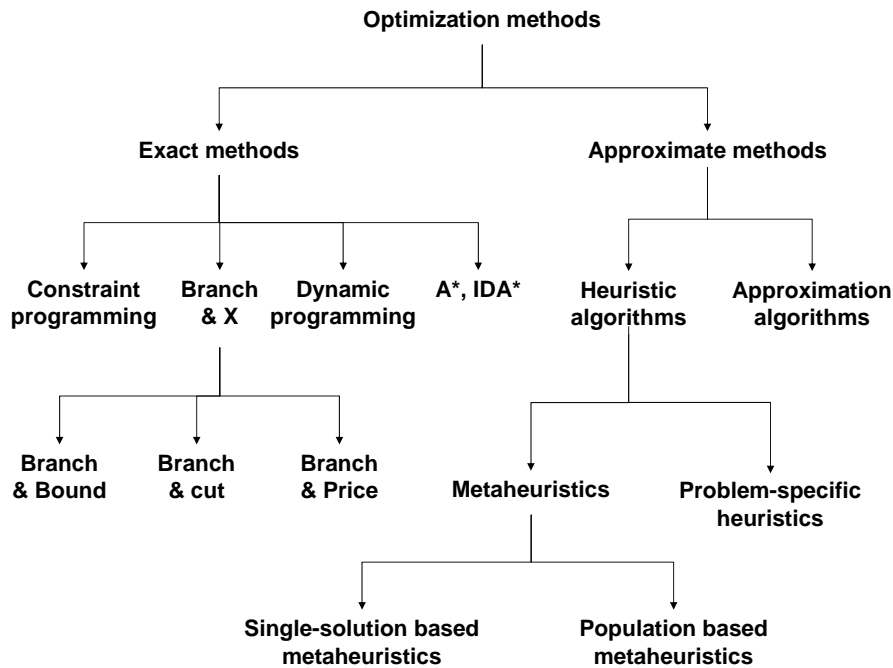 Optimization methods
Exact methods
Approximate methods
Constraint
programming
Branch
& X
Dynamic
programming
A*, IDA*
Heuristic
algorithms
Approximation
algorithms
Branch
& Bound
Branch
& cut
Branch
& Price
Metaheuristics
Problem-specific
heuristics
Single-solution based
metaheuristics
Population based
metaheuristics